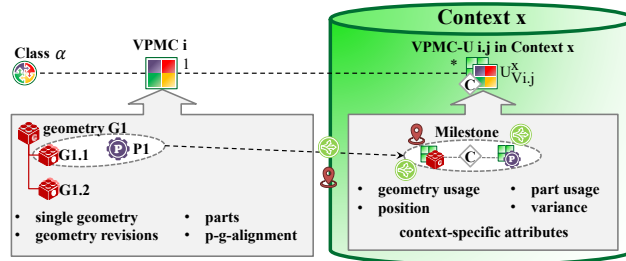 Context x
VPMC i
VPMC-U i.j in Context x
Class α
1
*
C
U^x_Vi.j
geometry G1
G1.1
P
P1
G1.2
Milestone
C
P
• single geometry
• geometry revisions
• parts
• p-g-alignment
• geometry usage
• position
• part usage
• variance
context-specific attributes